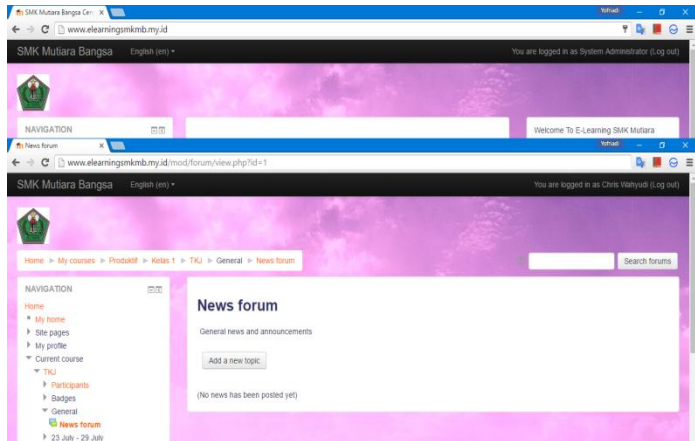 SMK Mutiara Bangsa Cen
Yofriadi
www.elearningsmkmb.my.id
SMK Mutiara Bangsa English (en)
You are logged in as System Administrator (Log out)
NAVIGATION
Welcome To E-Learning SMK Mutiara
News forum
Yofriadi
www.elearningsmkmb.my.id/mod/forum/view.php?id=1
SMK Mutiara Bangsa English (en)
You are logged in as Chris Wahyudi (Log out)
Home ► My courses ► Produktif ► Kelas 1 ► TKJ ► General ► News forum
Search forums
NAVIGATION
Home
My home
Site pages
My profile
Current course
TKJ
Participants
Badges
General
News forum
23 July - 29 July
News forum
General news and announcements
Add a new topic
(No news has been posted yet)